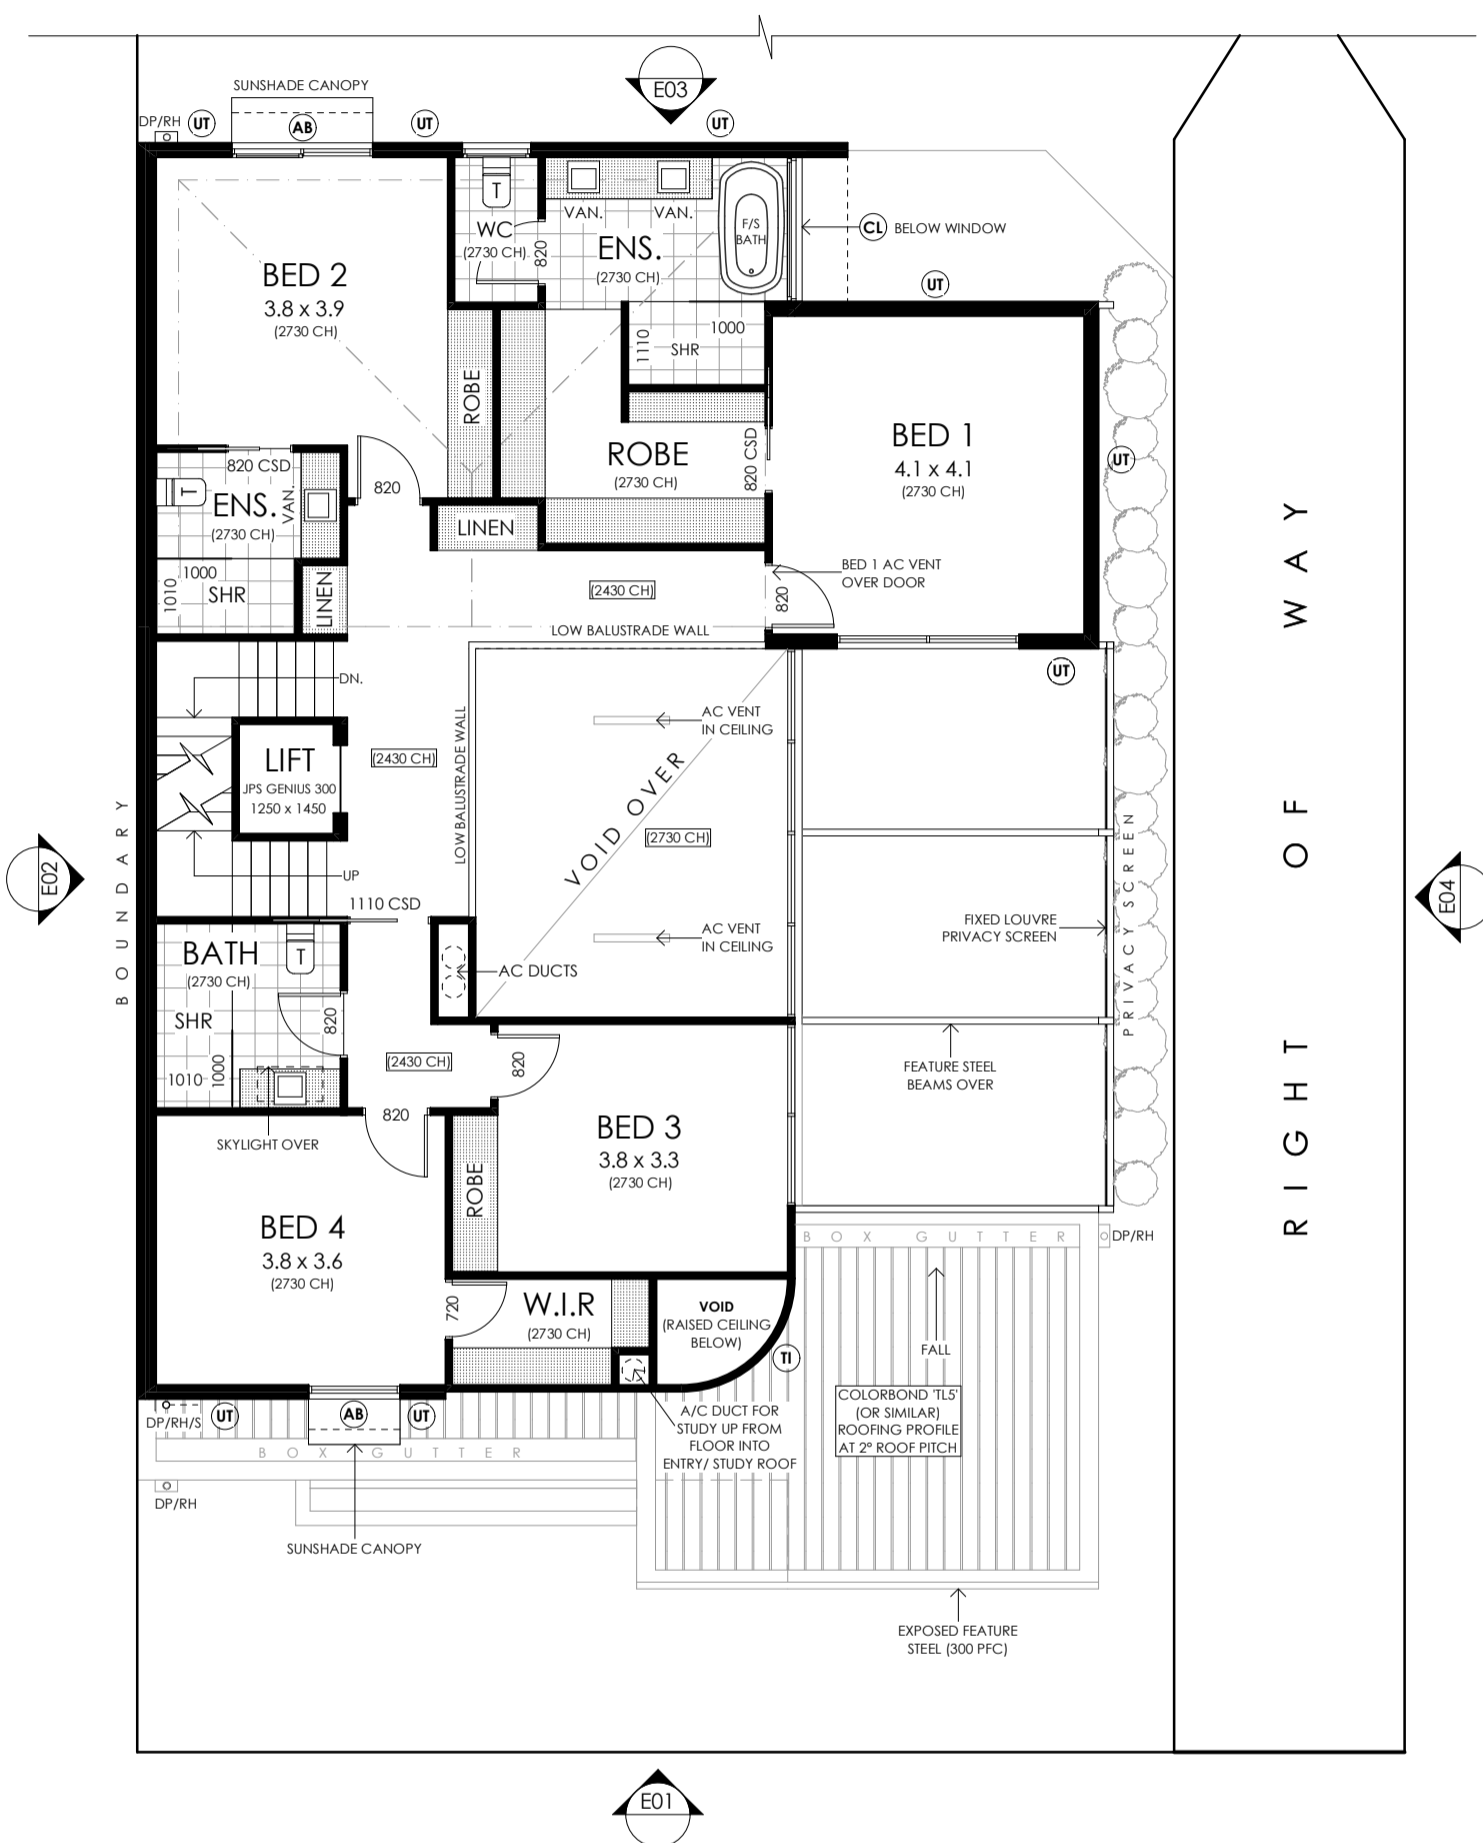 SUNSHADE CANOPY
E03
DP/RH
UT
AB
UT
UT
T
WC
(2730 CH)
820
VAN.
VAN.
ENS.
(2730 CH)
F/S
BATH
CL
BELOW WINDOW
UT
BED 2
3.8 x 3.9
(2730 CH)
ROBE
1110
1000
SHR
ROBE
(2730 CH)
820 CSD
BED 1
4.1 x 4.1
(2730 CH)
UT
820 CSD
T
ENS.
(2730 CH)
VAN.
820
LINEN
1000
1010
SHR
LINEN
(2430 CH)
BED 1 AC VENT
OVER DOOR
820
LOW BALUSTRADE WALL
UT
DN.
LIFT
JPS GENIUS 300
1250 x 1450
(2430 CH)
LOW BALUSTRADE WALL
AC VENT
IN CEILING
VOID OVER
(2730 CH)
UP
1110 CSD
AC VENT
IN CEILING
FIXED LOUVRE
PRIVACY SCREEN
PRIVACY SCREEN
BOUNDARY
E02
E04
RIGHT OF WAY
BATH
(2730 CH)
T
AC DUCTS
SHR
820
1010
1000
(2430 CH)
820
FEATURE STEEL
BEAMS OVER
SKYLIGHT OVER
820
BED 3
3.8 x 3.3
(2730 CH)
ROBE
BED 4
3.8 x 3.6
(2730 CH)
BOX GUTTER
DP/RH
720
W.I.R
(2730 CH)
VOID
(RAISED CEILING
BELOW)
TI
FALL
COLORBOND 'TL5'
(OR SIMILAR)
ROOFING PROFILE
AT 2° ROOF PITCH
DP/RH/S
UT
AB
UT
A/C DUCT FOR
STUDY UP FROM
FLOOR INTO
ENTRY/ STUDY ROOF
BOX GUTTER
DP/RH
SUNSHADE CANOPY
EXPOSED FEATURE
STEEL (300 PFC)
E01